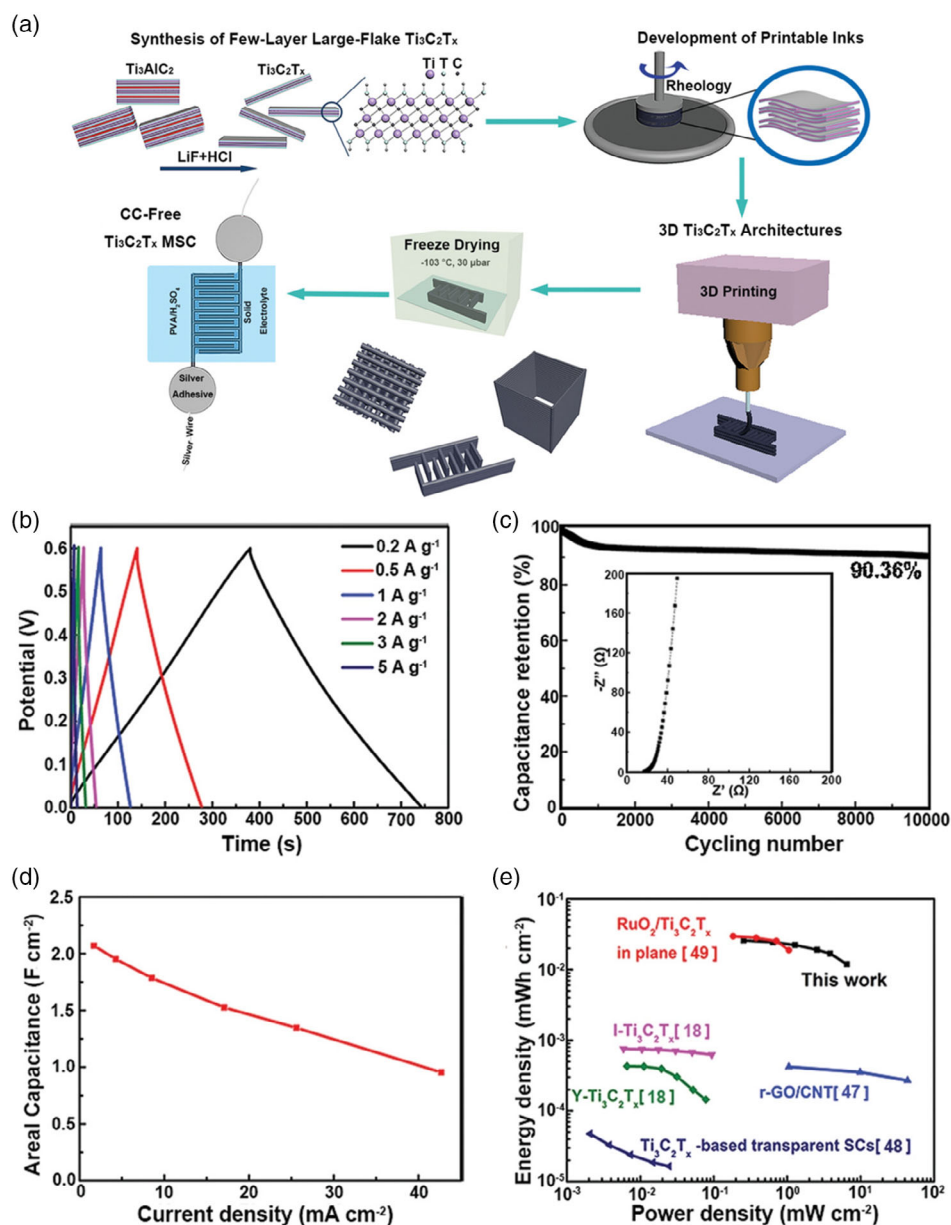 (a)
Synthesis of Few-Layer Large-Flake Ti₃C₂Tₓ
Development of Printable Inks
Ti₃AlC₂
Ti₃C₂Tₓ
Ti T C
LiF+HCl
Rheology
CC-Free
Ti₃C₂Tₓ MSC
PVA/H₂SO₄
Solid
Electrolyte
Silver
Adhesive
Silver Wire
Freeze Drying
-103 °C, 30 μbar
3D Ti₃C₂Tₓ Architectures
3D Printing
(b)
Potential (V)
0.6
0.5
0.4
0.3
0.2
0.1
0.0
0.2 A g⁻¹
0.5 A g⁻¹
1 A g⁻¹
2 A g⁻¹
3 A g⁻¹
5 A g⁻¹
0 100 200 300 400 500 600 700 800
Time (s)
(c)
Capacitance retention (%)
100
80
60
40
20
0
90.36%
-Z'' (Ω)
200
160
120
80
40
0
0 40 80 120 160 200
Z' (Ω)
0 2000 4000 6000 8000 10000
Cycling number
(d)
Areal Capacitance (F cm⁻²)
2.5
2.0
1.5
1.0
0.5
0.0
0 10 20 30 40
Current density (mA cm⁻²)
(e)
Energy density (mWh cm⁻²)
10⁻¹
10⁻²
10⁻³
10⁻⁴
10⁻⁵
RuO₂/Ti₃C₂Tₓ
in plane [ 49]
This work
I-Ti₃C₂Tₓ[ 18]
Y-Ti₃C₂Tₓ[ 18]
r-GO/CNT[ 47]
Ti₃C₂Tₓ -based transparent SCs[ 48]
10⁻³ 10⁻² 10⁻¹ 10⁰ 10¹ 10²
Power density (mW cm⁻²)